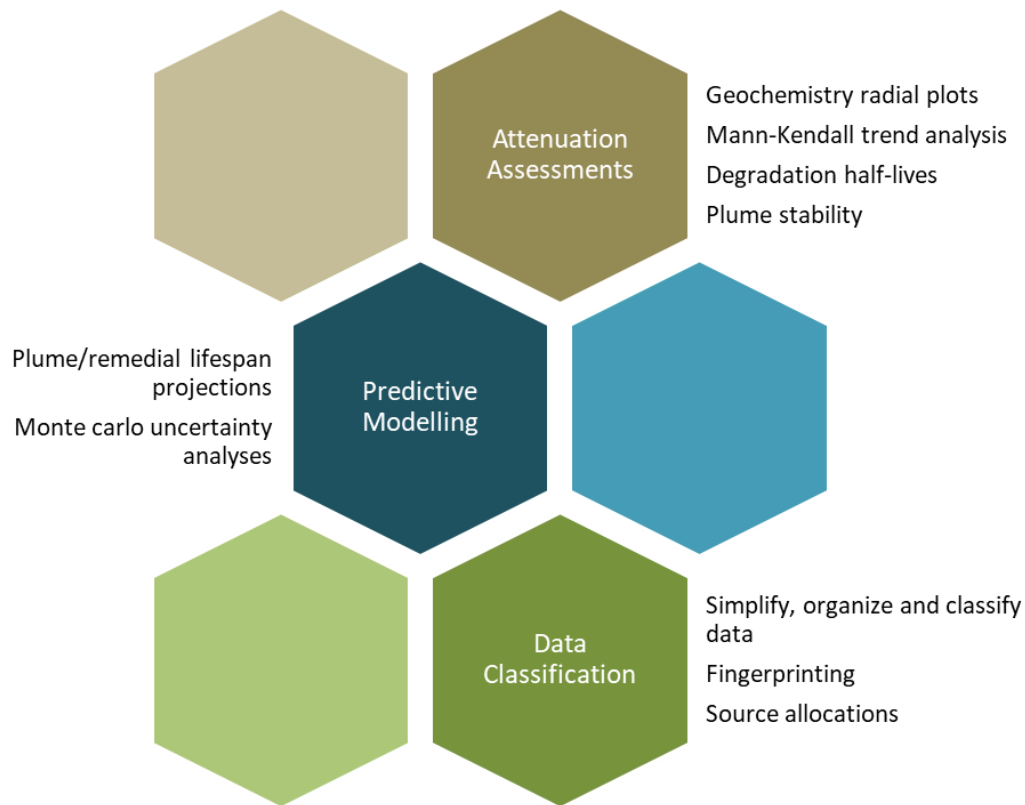 Attenuation
Assessments
Geochemistry radial plots
Mann-Kendall trend analysis
Degradation half-lives
Plume stability
Plume/remedial lifespan
projections
Monte carlo uncertainty
analyses
Predictive
Modelling
Data
Classification
Simplify, organize and classify
data
Fingerprinting
Source allocations